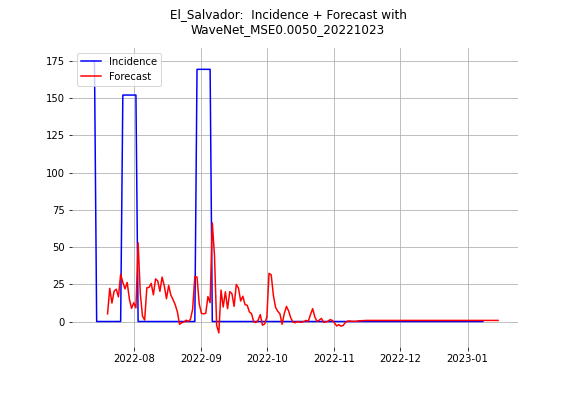 El_Salvador:  Incidence + Forecast with
WaveNet_MSE0.0050_20221023
Incidence
Forecast
175
150
125
100
75
50
25
0
2022-08 2022-09 2022-10 2022-11 2022-12 2023-01